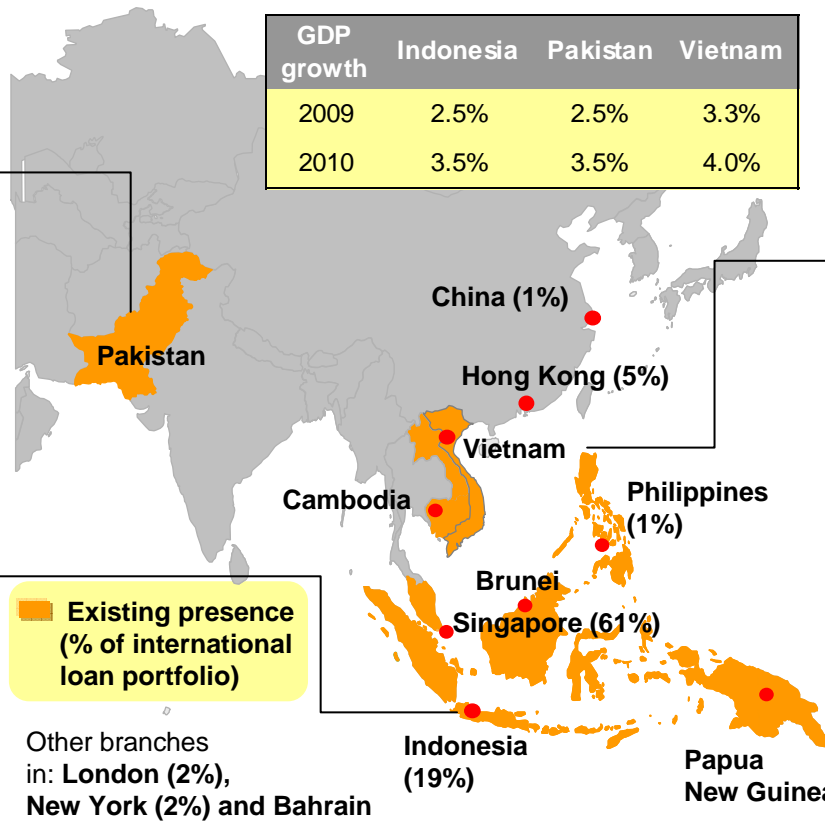 GDP growth Indonesia Pakistan Vietnam
2009 2.5% 2.5% 3.3%
2010 3.5% 3.5% 4.0%
China (1%)
Pakistan
Hong Kong (5%)
Vietnam
Cambodia
Philippines
(1%)
Brunei
Singapore (61%)
Existing presence
(% of international
loan portfolio)
Indonesia
(19%)
Papua
New Guinea
Other branches
in: London (2%),
New York (2%) and Bahrain